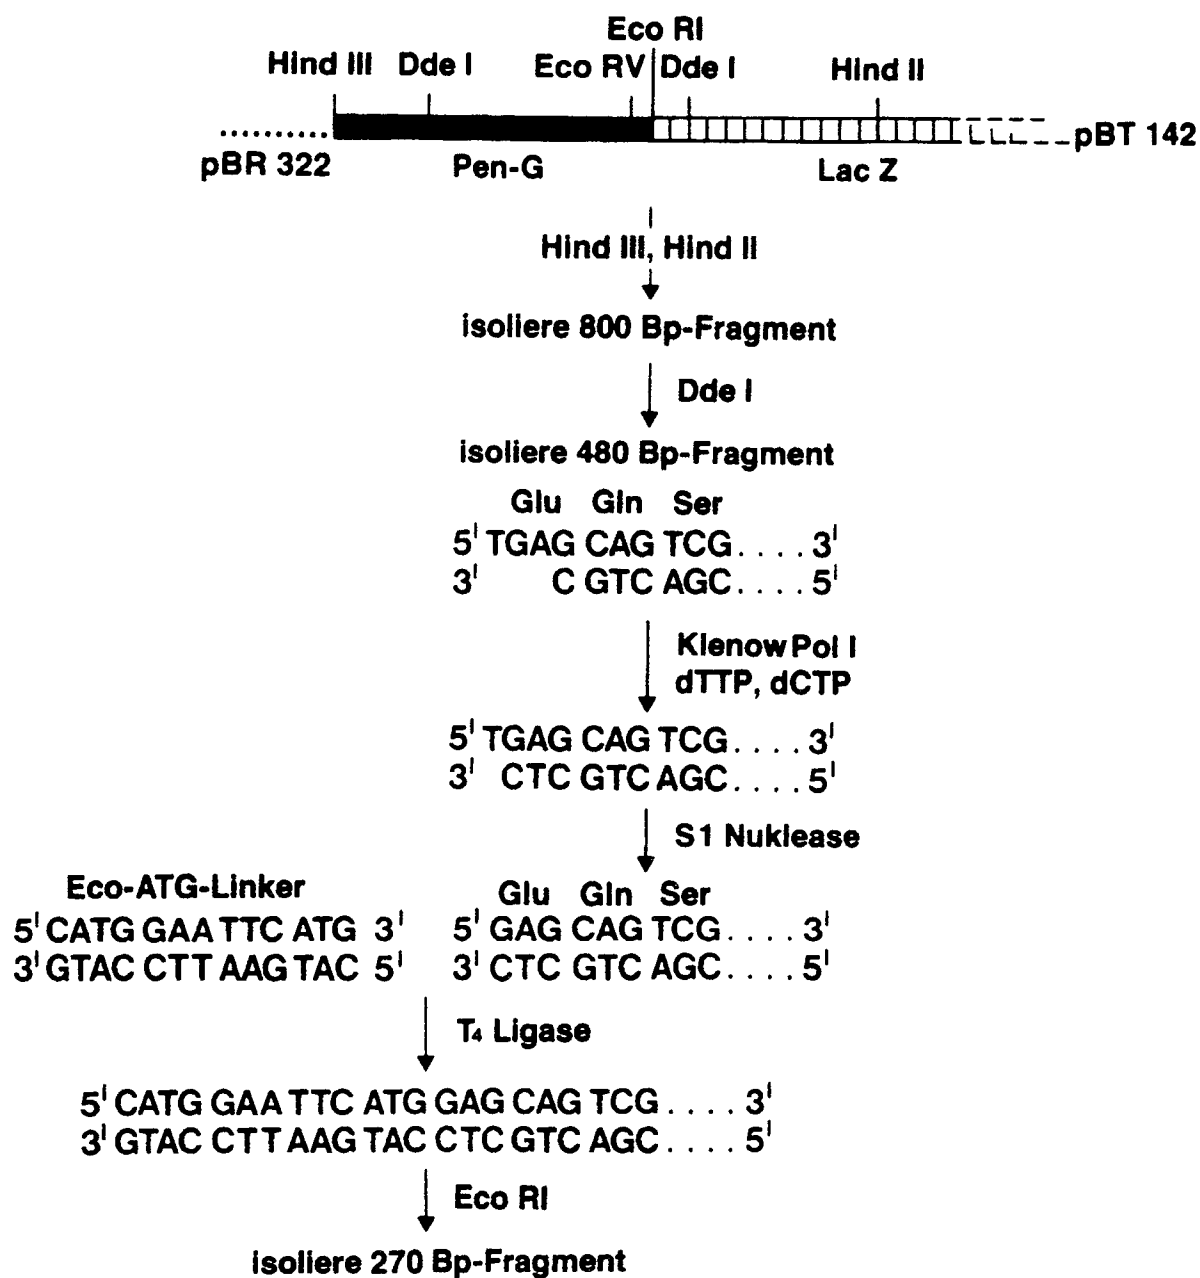 Eco RI
Hind III Dde I Eco RV Dde I Hind II
..........
pBR 322 Pen-G Lac Z pBT 142
Hind III, Hind II
isoliere 800 Bp-Fragment
Dde I
isoliere 480 Bp-Fragment
Glu Gln Ser
5' TGAG CAG TCG.... 3'
3' C GTC AGC.... 5'
Klenow Pol I
dTTP, dCTP
5' TGAG CAG TCG.... 3'
3' CTC GTC AGC.... 5'
S1 Nuklease
Eco-ATG-Linker Glu Gln Ser
5' CATG GAA TTC ATG 3' 5' GAG CAG TCG.... 3'
3' GTAC CTT AAG TAC 5' 3' CTC GTC AGC.... 5'
T4 Ligase
5' CATG GAA TTC ATG GAG CAG TCG.... 3'
3' GTAC CTT AAG TAC CTC GTC AGC.... 5'
Eco RI
isoliere 270 Bp-Fragment